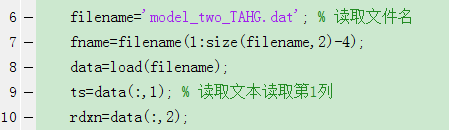 6 — filename='model_two_TAHG.dat'; % 读取文件名
7 — fname=filename(1:size(filename,2)-4);
8 — data=load(filename);
9 — ts=data(:,1); % 读取文本读取第1列
10 — rdxn=data(:,2);